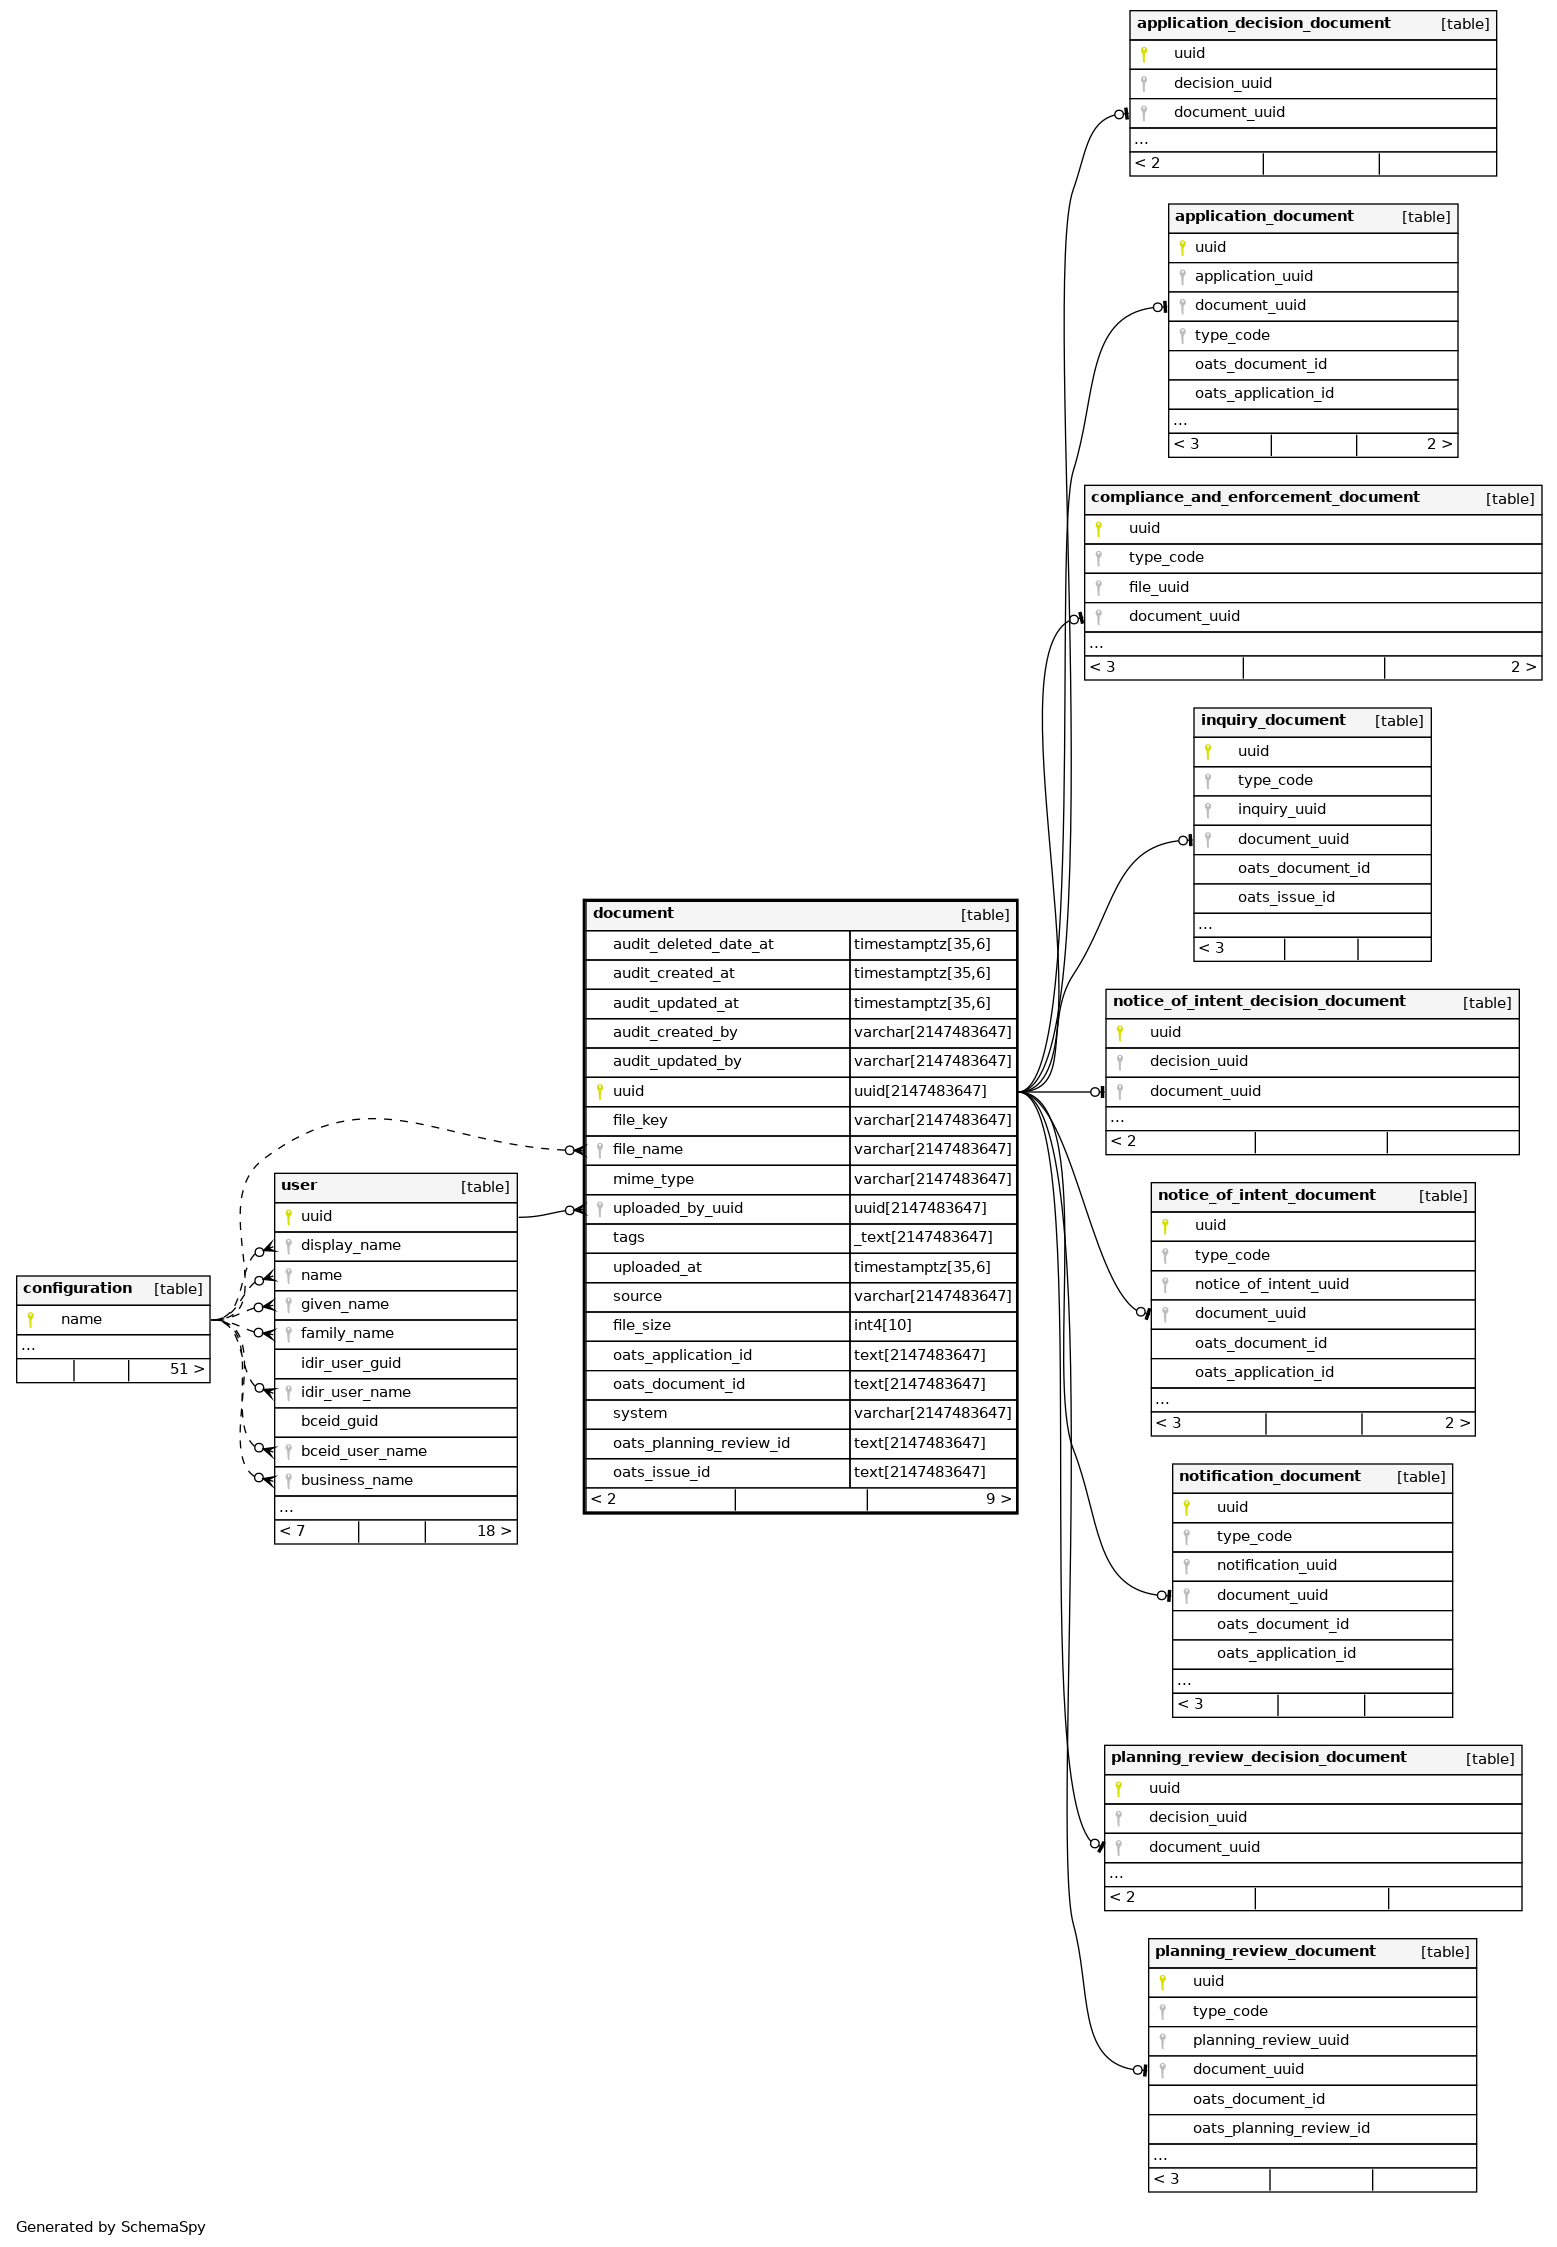 application_decision_document [table]
uuid
decision_uuid
document_uuid
...
< 2
application_document [table]
uuid
application_uuid
document_uuid
type_code
oats_document_id
oats_application_id
...
< 3 2 >
compliance_and_enforcement_document [table]
uuid
type_code
file_uuid
document_uuid
...
< 3 2 >
inquiry_document [table]
uuid
type_code
inquiry_uuid
document_uuid
oats_document_id
oats_issue_id
...
< 3
document [table]
audit_deleted_date_at timestamptz[35,6]
audit_created_at timestamptz[35,6]
audit_updated_at timestamptz[35,6]
audit_created_by varchar[2147483647]
audit_updated_by varchar[2147483647]
uuid uuid[2147483647]
file_key varchar[2147483647]
file_name varchar[2147483647]
mime_type varchar[2147483647]
uploaded_by_uuid uuid[2147483647]
tags _text[2147483647]
uploaded_at timestamptz[35,6]
source varchar[2147483647]
file_size int4[10]
oats_application_id text[2147483647]
oats_document_id text[2147483647]
system varchar[2147483647]
oats_planning_review_id text[2147483647]
oats_issue_id text[2147483647]
< 2 9 >
notice_of_intent_decision_document [table]
uuid
decision_uuid
document_uuid
...
< 2
user [table]
uuid
display_name
name
given_name
family_name
idir_user_guid
idir_user_name
bceid_guid
bceid_user_name
business_name
...
< 7 18 >
configuration [table]
name
...
51 >
notice_of_intent_document [table]
uuid
type_code
notice_of_intent_uuid
document_uuid
oats_document_id
oats_application_id
...
< 3 2 >
notification_document [table]
uuid
type_code
notification_uuid
document_uuid
oats_document_id
oats_application_id
...
< 3
planning_review_decision_document [table]
uuid
decision_uuid
document_uuid
...
< 2
planning_review_document [table]
uuid
type_code
planning_review_uuid
document_uuid
oats_document_id
oats_planning_review_id
...
< 3
Generated by SchemaSpy